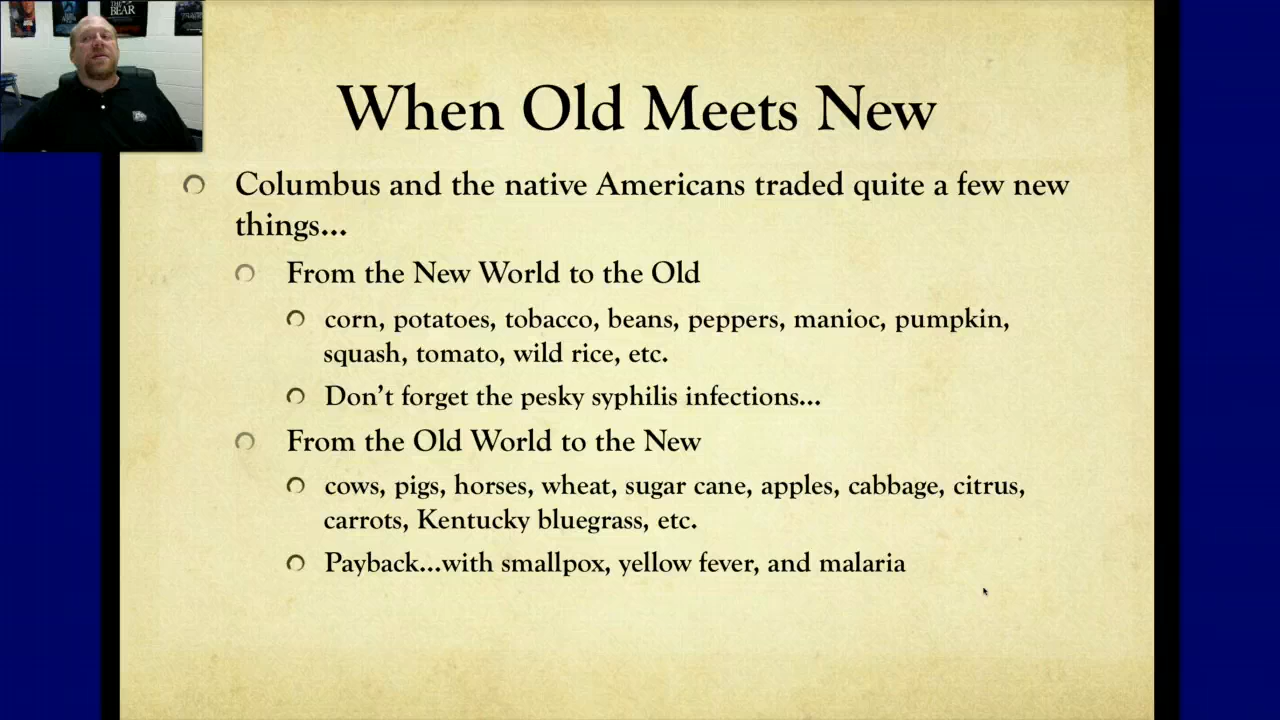 THE
BEAR
When Old Meets New
Columbus and the native Americans traded quite a few new
things...
From the New World to the Old
corn, potatoes, tobacco, beans, peppers, manioc, pumpkin,
squash, tomato, wild rice, etc.
Don't forget the pesky syphilis infections...
From the Old World to the New
cows, pigs, horses, wheat, sugar cane, apples, cabbage, citrus,
carrots, Kentucky bluegrass, etc.
Payback...with smallpox, yellow fever, and malaria